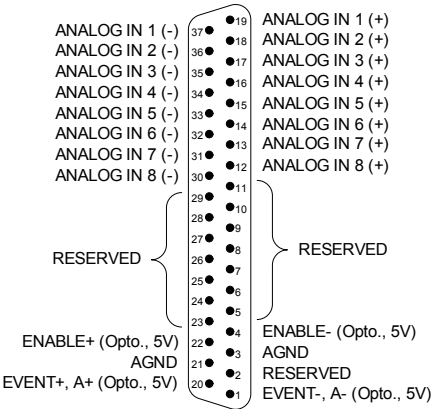 ANALOG IN 1 (-) 37 19 ANALOG IN 1 (+)
ANALOG IN 2 (-) 36 18 ANALOG IN 2 (+)
ANALOG IN 3 (-) 35 17 ANALOG IN 3 (+)
ANALOG IN 4 (-) 34 16 ANALOG IN 4 (+)
ANALOG IN 5 (-) 33 15 ANALOG IN 5 (+)
ANALOG IN 6 (-) 32 14 ANALOG IN 6 (+)
ANALOG IN 7 (-) 31 13 ANALOG IN 7 (+)
ANALOG IN 8 (-) 30 12 ANALOG IN 8 (+)
29 11
28 10
27 9
RESERVED 26 8 RESERVED
25 7
24 6
23 5
ENABLE+ (Opto., 5V) 22 4 ENABLE- (Opto., 5V)
AGND 21 3 AGND
2 RESERVED
EVENT+, A+ (Opto., 5V) 20 1 EVENT-, A- (Opto., 5V)